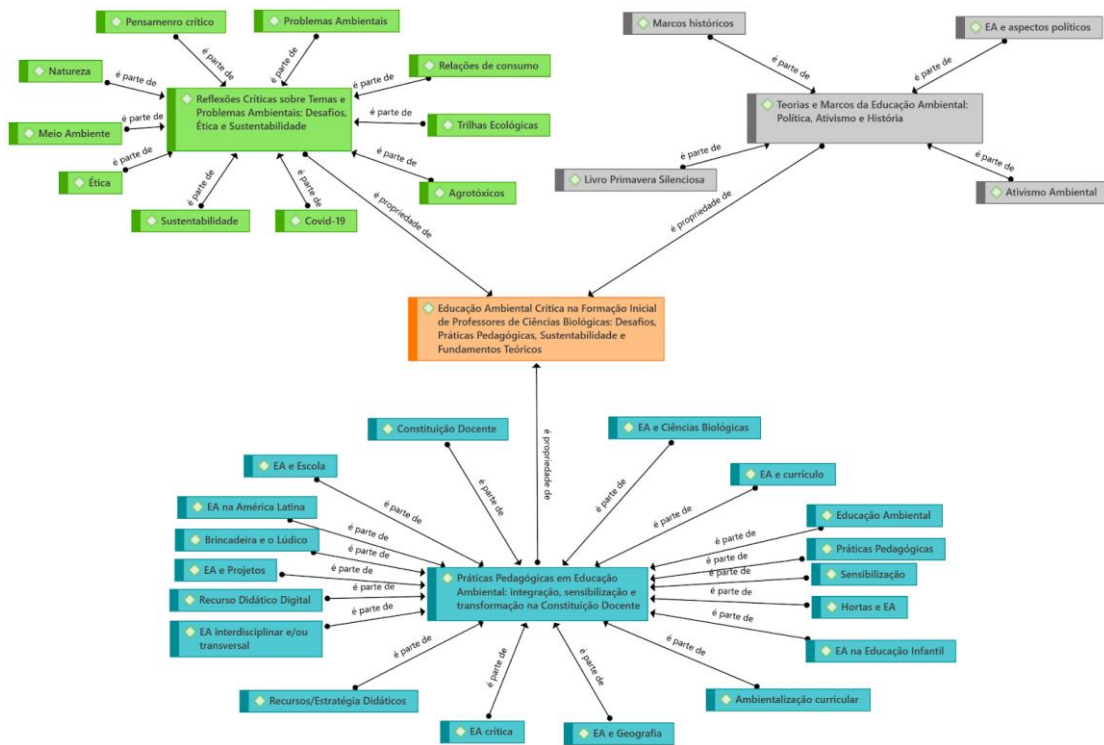 Pensamenro crítico
Problemas Ambientais
Marcos históricos
EA e aspectos políticos
é parte de
é parte de
é parte de
é parte de
Natureza
é parte de
Relações de consumo
é parte de
Reflexões Críticas sobre Temas e
Problemas Ambientais: Desafios,
Ética e Sustentabilidade
Teorias e Marcos da Educação Ambiental:
Política, Ativismo e História
Meio Ambiente
é parte de
é parte de
Trilhas Ecológicas
Ética
é parte de
é parte de
é parte de
é parte de
Agrotóxicos
é parte de
Livro Primavera Silenciosa
é parte de
Ativismo Ambiental
Sustentabilidade
Covid-19
é propriedade de
é propriedade de
Educação Ambiental Crítica na Formação Inicial
de Professores de Ciências Biológicas: Desafios,
Práticas Pedagógicas, Sustentabilidade e
Fundamentos Teóricos
Constituição Docente
EA e Ciências Biológicas
é propriedade de
EA e Escola
é parte de
é parte de
é parte de
EA e currículo
é parte de
EA na América Latina
é parte de
Educação Ambiental
é parte de
Brincadeira e o Lúdico
é parte de
Práticas Pedagógicas
é parte de
EA e Projetos
é parte de
Práticas Pedagógicas em Educação
Ambiental: integração, sensibilização e
transformação na Constituição Docente
Sensibilização
é parte de
Recurso Didático Digital
é parte de
Hortas e EA
é parte de
EA interdisciplinar e/ou
transversal
é parte de
EA na Educação Infantil
é parte de
Recursos/Estratégia Didáticos
é parte de
é parte de
é parte de
é parte de
Ambientalização curricular
EA crítica
EA e Geografia